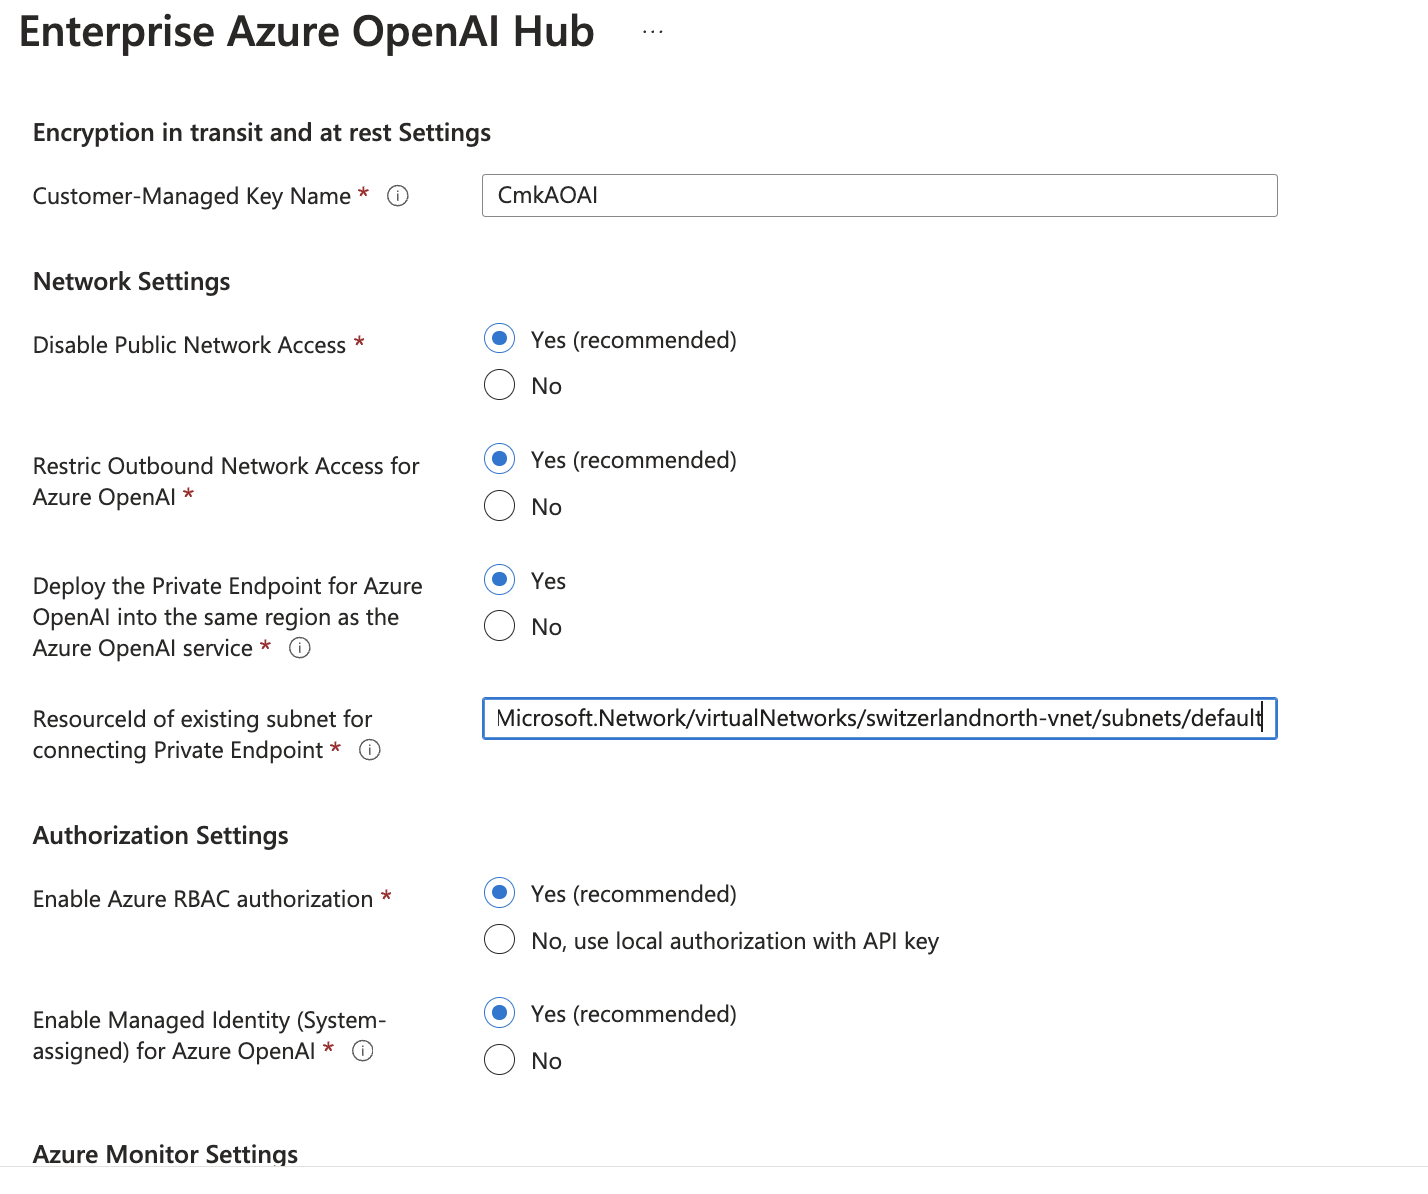 Enterprise Azure OpenAI Hub ...
Encryption in transit and at rest Settings
Customer-Managed Key Name *
CmkAOAI
Network Settings
Disable Public Network Access *
Yes (recommended)
No
Restric Outbound Network Access for
Azure OpenAI *
Yes (recommended)
No
Deploy the Private Endpoint for Azure
OpenAI into the same region as the
Azure OpenAI service *
Yes
No
ResourceId of existing subnet for
connecting Private Endpoint *
Microsoft.Network/virtualNetworks/switzerlandnorth-vnet/subnets/default
Authorization Settings
Enable Azure RBAC authorization *
Yes (recommended)
No, use local authorization with API key
Enable Managed Identity (System-
assigned) for Azure OpenAI *
Yes (recommended)
No
Azure Monitor Settings